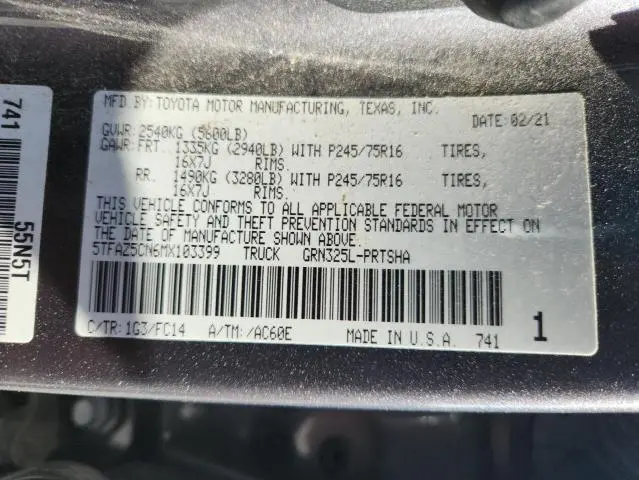 MFD BY: TOYOTA MOTOR MANUFACTURING, TEXAS, INC.
DATE: 02/21
GVWR: 2540KG (5600LB)
GAWR: FRT. 1335KG (2940LB) WITH P245/75R16 TIRES,
16X7J RIMS.
RR. 1490KG (3280LB) WITH P245/75R16 TIRES,
16X7J RIMS.
THIS VEHICLE CONFORMS TO ALL APPLICABLE FEDERAL MOTOR
VEHICLE SAFETY AND THEFT PREVENTION STANDARDS IN EFFECT ON
THE DATE OF MANUFACTURE SHOWN ABOVE.
5TFAZ5CN6MX103399 TRUCK GRN325L-PRTSHA
C/TR: 1G3/FC14 A/TM: /AC60E MADE IN U.S.A. 741
1
741
55N5T